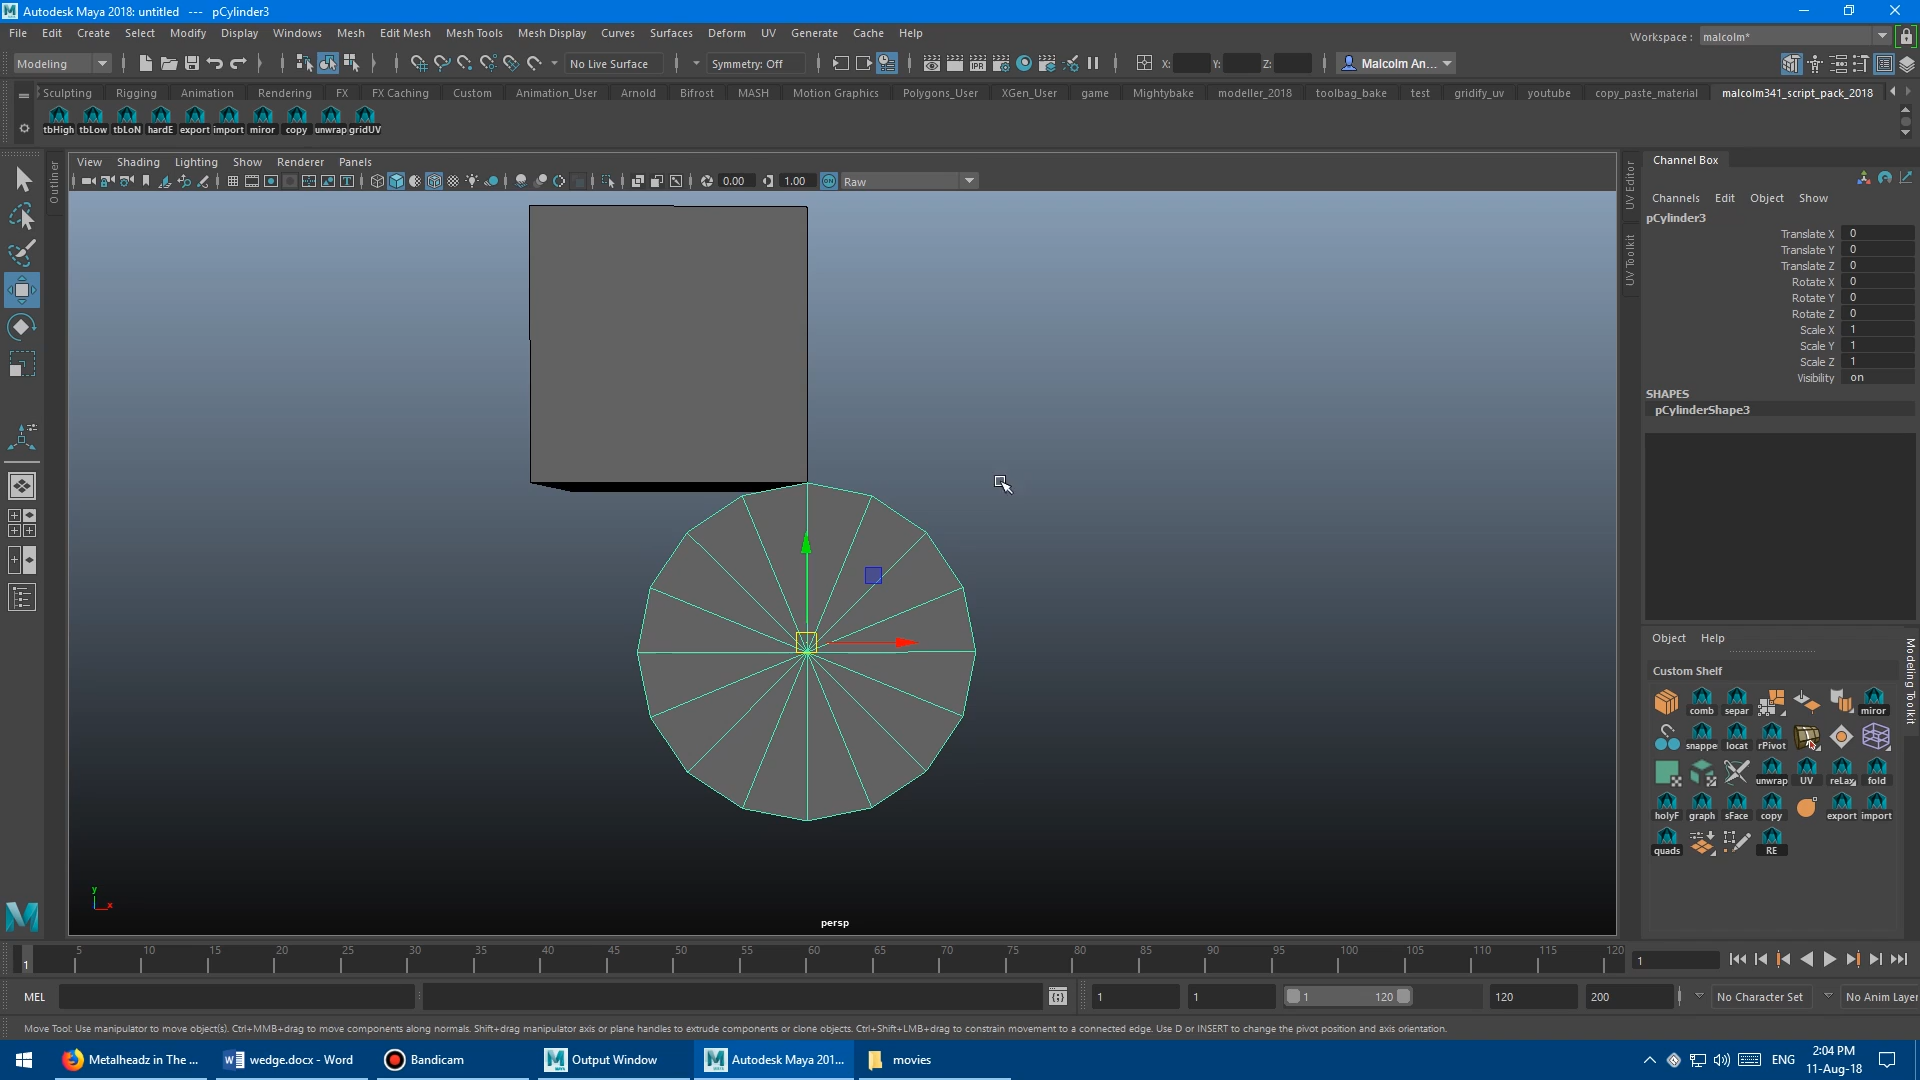 Autodesk Maya 2018: untitled --- pCylinder3
File Edit Create Select Modify Display Windows Mesh Edit Mesh Mesh Tools Mesh Display Curves Surfaces Deform UV Generate Cache Help
Workspace : malcolm*
Modeling No Live Surface Symmetry: Off IPR X: Y: Z: Malcolm An...
Sculpting Rigging Animation Rendering FX FX Caching Custom Animation_User Arnold Bifrost MASH Motion Graphics Polygons_User XGen_User game Mightybake modeller_2018 toolbag_bake test gridify_uv youtube copy_paste_material malcolm341_script_pack_2018
tbHigh tbLow tbLoN hardE export import miror copy unwrap gridUV
Outliner
View Shading Lighting Show Renderer Panels
0.00 1.00 ON Raw
UV Editor
UV Toolkit
persp
y
x
Channel Box
Channels Edit Object Show
pCylinder3
Translate X 0
Translate Y 0
Translate Z 0
Rotate X 0
Rotate Y 0
Rotate Z 0
Scale X 1
Scale Y 1
Scale Z 1
Visibility on
SHAPES
pCylinderShape3
Object Help
Modeling Toolkit
Custom Shelf
comb separ miror
snappe locat rPivot
unwrap UV reLax fold
holyF graph sFace copy export import
quads RE
5 10 15 20 25 30 35 40 45 50 55 60 65 70 75 80 85 90 95 100 105 110 115 120
1 1
MEL 1 1 1 120 120 200 No Character Set No Anim Layer
Move Tool: Use manipulator to move object(s). Ctrl+MMB+drag to move components along normals. Shift+drag manipulator axis or plane handles to extrude components or clone objects. Ctrl+Shift+LMB+drag to constrain movement to a connected edge. Use D or INSERT to change the pivot position and axis orientation.
Metalheadz in The ... wedge.docx - Word Bandicam Output Window Autodesk Maya 201... movies ENG 2:04 PM
11-Aug-18